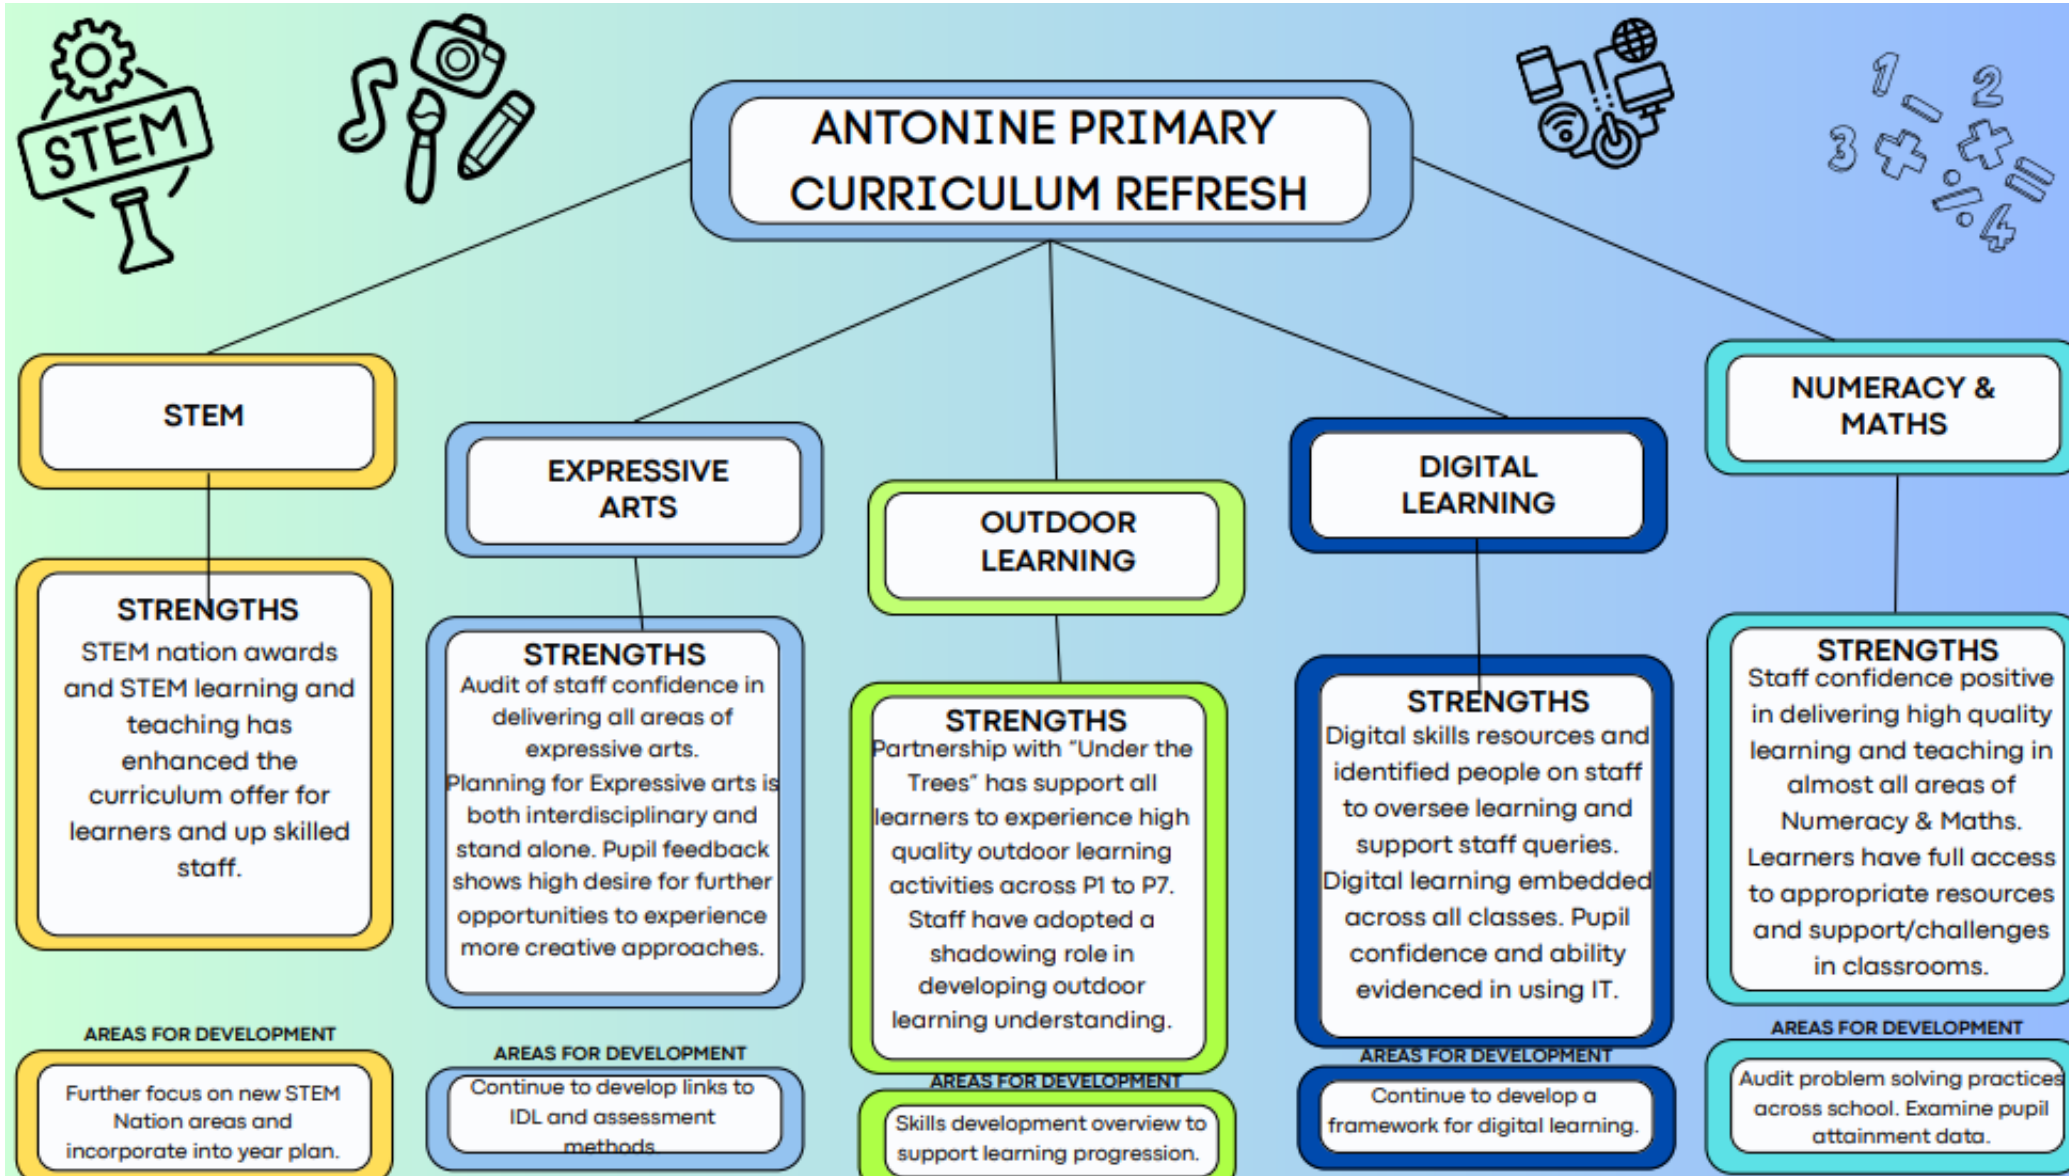 STEM
1
2
3
4
ANTONINE PRIMARY
CURRICULUM REFRESH
STEM
STRENGTHS
STEM nation awards
and STEM learning and
teaching has
enhanced the
curriculum offer for
learners and up skilled
staff.
AREAS FOR DEVELOPMENT
Further focus on new STEM
Nation areas and
incorporate into year plan.
EXPRESSIVE
ARTS
STRENGTHS
Audit of staff confidence in
delivering all areas of
expressive arts.
Planning for Expressive arts is
both interdisciplinary and
stand alone. Pupil feedback
shows high desire for further
opportunities to experience
more creative approaches.
AREAS FOR DEVELOPMENT
Continue to develop links to
IDL and assessment
methods.
OUTDOOR
LEARNING
STRENGTHS
Partnership with “Under the
Trees” has support all
learners to experience high
quality outdoor learning
activities across P1 to P7.
Staff have adopted a
shadowing role in
developing outdoor
learning understanding.
AREAS FOR DEVELOPMENT
Skills development overview to
support learning progression.
DIGITAL
LEARNING
STRENGTHS
Digital skills resources and
identified people on staff
to oversee learning and
support staff queries.
Digital learning embedded
across all classes. Pupil
confidence and ability
evidenced in using IT.
AREAS FOR DEVELOPMENT
Continue to develop a
framework for digital learning.
NUMERACY &
MATHS
STRENGTHS
Staff confidence positive
in delivering high quality
learning and teaching in
almost all areas of
Numeracy & Maths.
Learners have full access
to appropriate resources
and support/challenges
in classrooms.
AREAS FOR DEVELOPMENT
Audit problem solving practices
across school. Examine pupil
attainment data.